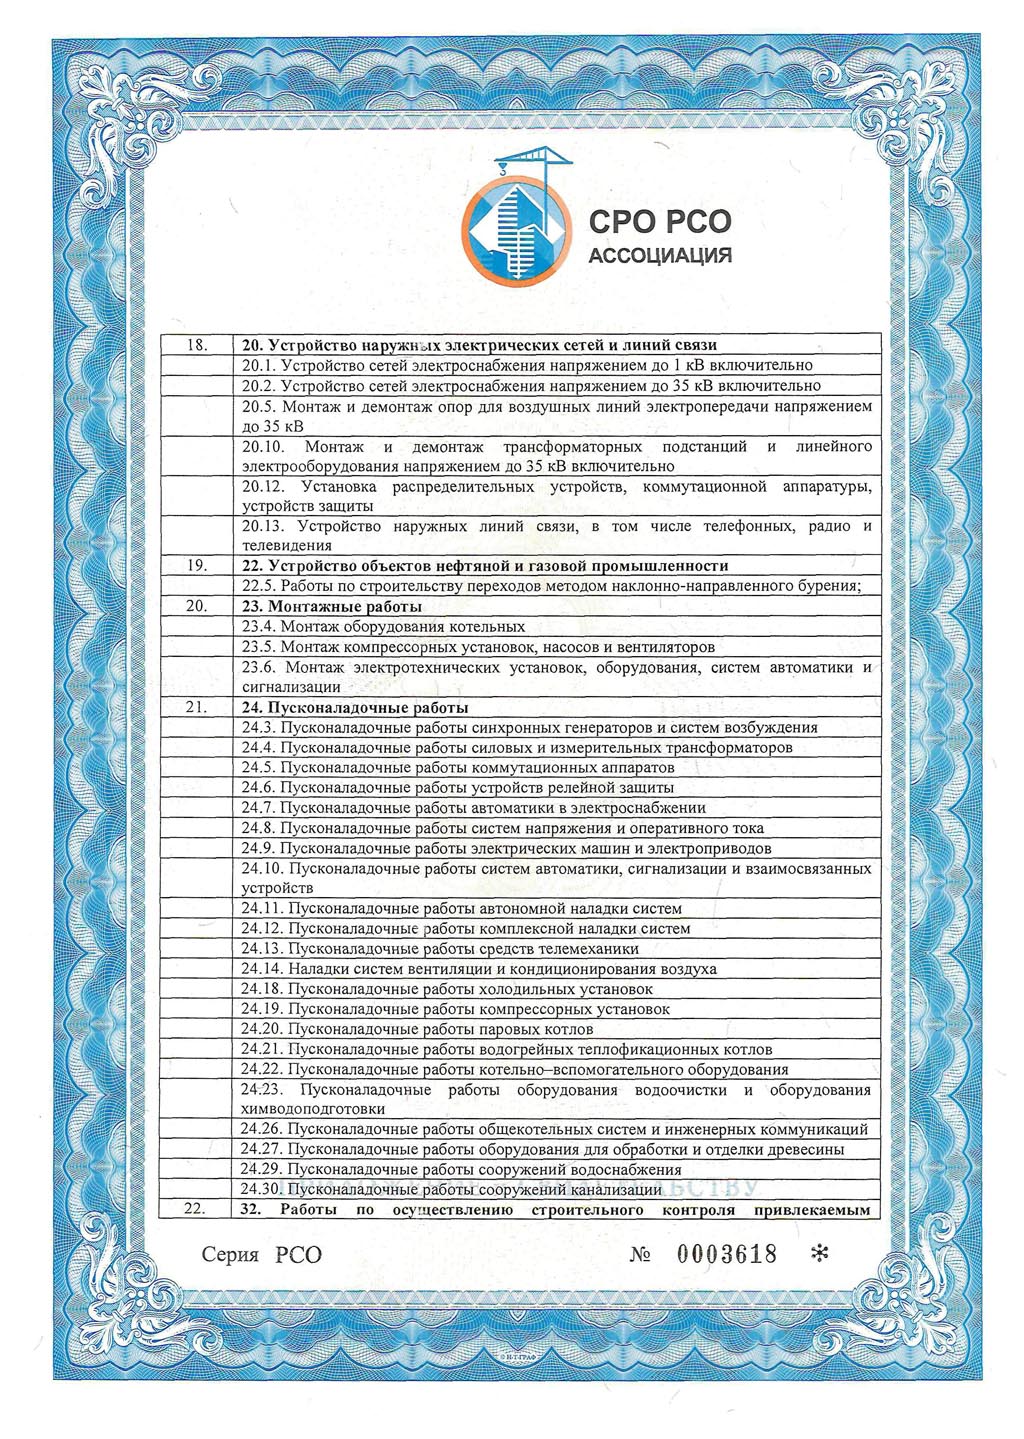 СРО РСО
АССОЦИАЦИЯ
18. 20. Устройство наружных электрических сетей и линий связи
20.1. Устройство сетей электроснабжения напряжением до 1 кВ включительно
20.2. Устройство сетей электроснабжения напряжением до 35 кВ включительно
20.5. Монтаж и демонтаж опор для воздушных линий электропередачи напряжением
до 35 кВ
20.10. Монтаж и демонтаж трансформаторных подстанций и линейного
электрооборудования напряжением до 35 кВ включительно
20.12. Установка распределительных устройств, коммутационной аппаратуры,
устройств защиты
20.13. Устройство наружных линий связи, в том числе телефонных, радио и
телевидения
19. 22. Устройство объектов нефтяной и газовой промышленности
22.5. Работы по строительству переходов методом наклонно-направленного бурения;
20. 23. Монтажные работы
23.4. Монтаж оборудования котельных
23.5. Монтаж компрессорных установок, насосов и вентиляторов
23.6. Монтаж электротехнических установок, оборудования, систем автоматики и
сигнализации
21. 24. Пусконаладочные работы
24.3. Пусконаладочные работы синхронных генераторов и систем возбуждения
24.4. Пусконаладочные работы силовых и измерительных трансформаторов
24.5. Пусконаладочные работы коммутационных аппаратов
24.6. Пусконаладочные работы устройств релейной защиты
24.7. Пусконаладочные работы автоматики в электроснабжении
24.8. Пусконаладочные работы систем напряжения и оперативного тока
24.9. Пусконаладочные работы электрических машин и электроприводов
24.10. Пусконаладочные работы систем автоматики, сигнализации и взаимосвязанных
устройств
24.11. Пусконаладочные работы автономной наладки систем
24.12. Пусконаладочные работы комплексной наладки систем
24.13. Пусконаладочные работы средств телемеханики
24.14. Наладки систем вентиляции и кондиционирования воздуха
24.18. Пусконаладочные работы холодильных установок
24.19. Пусконаладочные работы компрессорных установок
24.20. Пусконаладочные работы паровых котлов
24.21. Пусконаладочные работы водогрейных теплофикационных котлов
24.22. Пусконаладочные работы котельно–вспомогательного оборудования
24.23. Пусконаладочные работы оборудования водоочистки и оборудования
химводоподготовки
24.26. Пусконаладочные работы общекотельных систем и инженерных коммуникаций
24.27. Пусконаладочные работы оборудования для обработки и отделки древесины
24.29. Пусконаладочные работы сооружений водоснабжения
24.30. Пусконаладочные работы сооружений канализации
22. 32. Работы по осуществлению строительного контроля привлекаемым
Серия РСО № 0003618 *
© Н-Т-ГРАФ